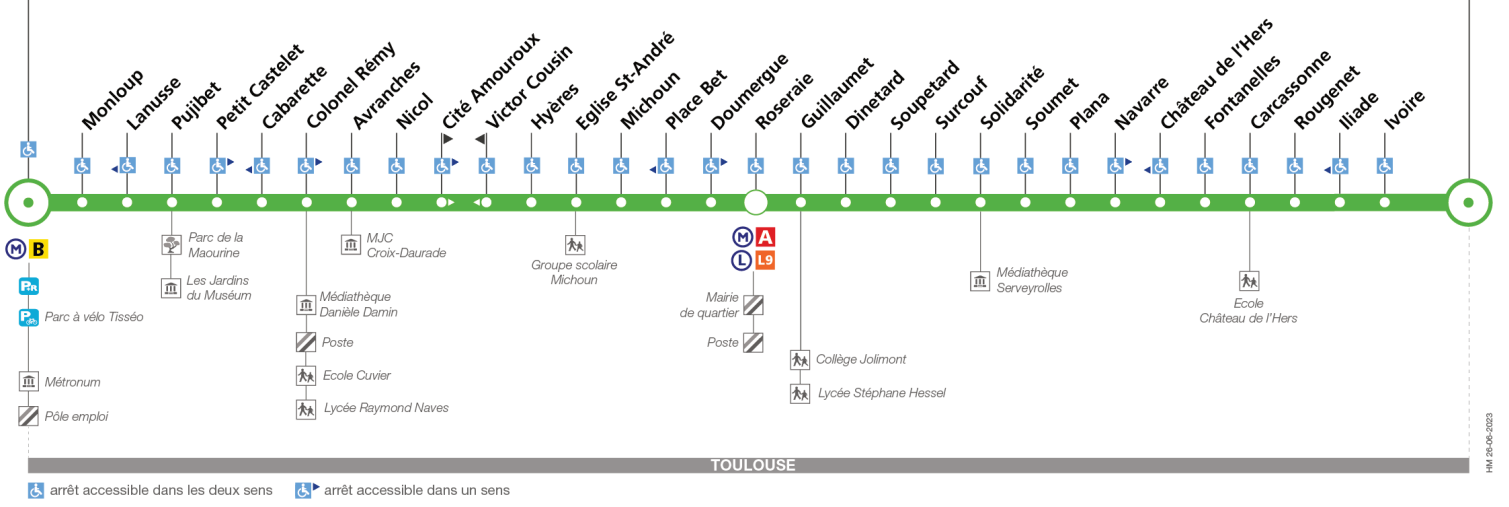 Monloup
Lanusse
Pujibet
Petit Castelet
Cabarette
Colonel Rémy
Avranches
Nicol
Cité Amouroux
Victor Cousin
Hyères
Eglise St-André
Michoun
Place Bet
Doumergue
Roseraie
Guillaumet
Dinetard
Soupetard
Surcouf
Solidarité
Soumet
Plana
Navarre
Château de l'Hers
Fontanelles
Carcassonne
Rougenet
Iliade
Ivoire
M B
P+R
P
Parc à vélo Tisséo
Métronum
Pôle emploi
Parc de la
Maourine
Les Jardins
du Muséum
Médiathèque
Danièle Damin
Poste
Ecole Cuvier
Lycée Raymond Naves
MJC
Croix-Daurade
Groupe scolaire
Michoun
M A
L L9
Mairie
de quartier
Poste
Collège Jolimont
Lycée Stéphane Hessel
Médiathèque
Serveyrolles
Ecole
Château de l'Hers
HM 26-06-2023
TOULOUSE
arrêt accessible dans les deux sens
arrêt accessible dans un sens